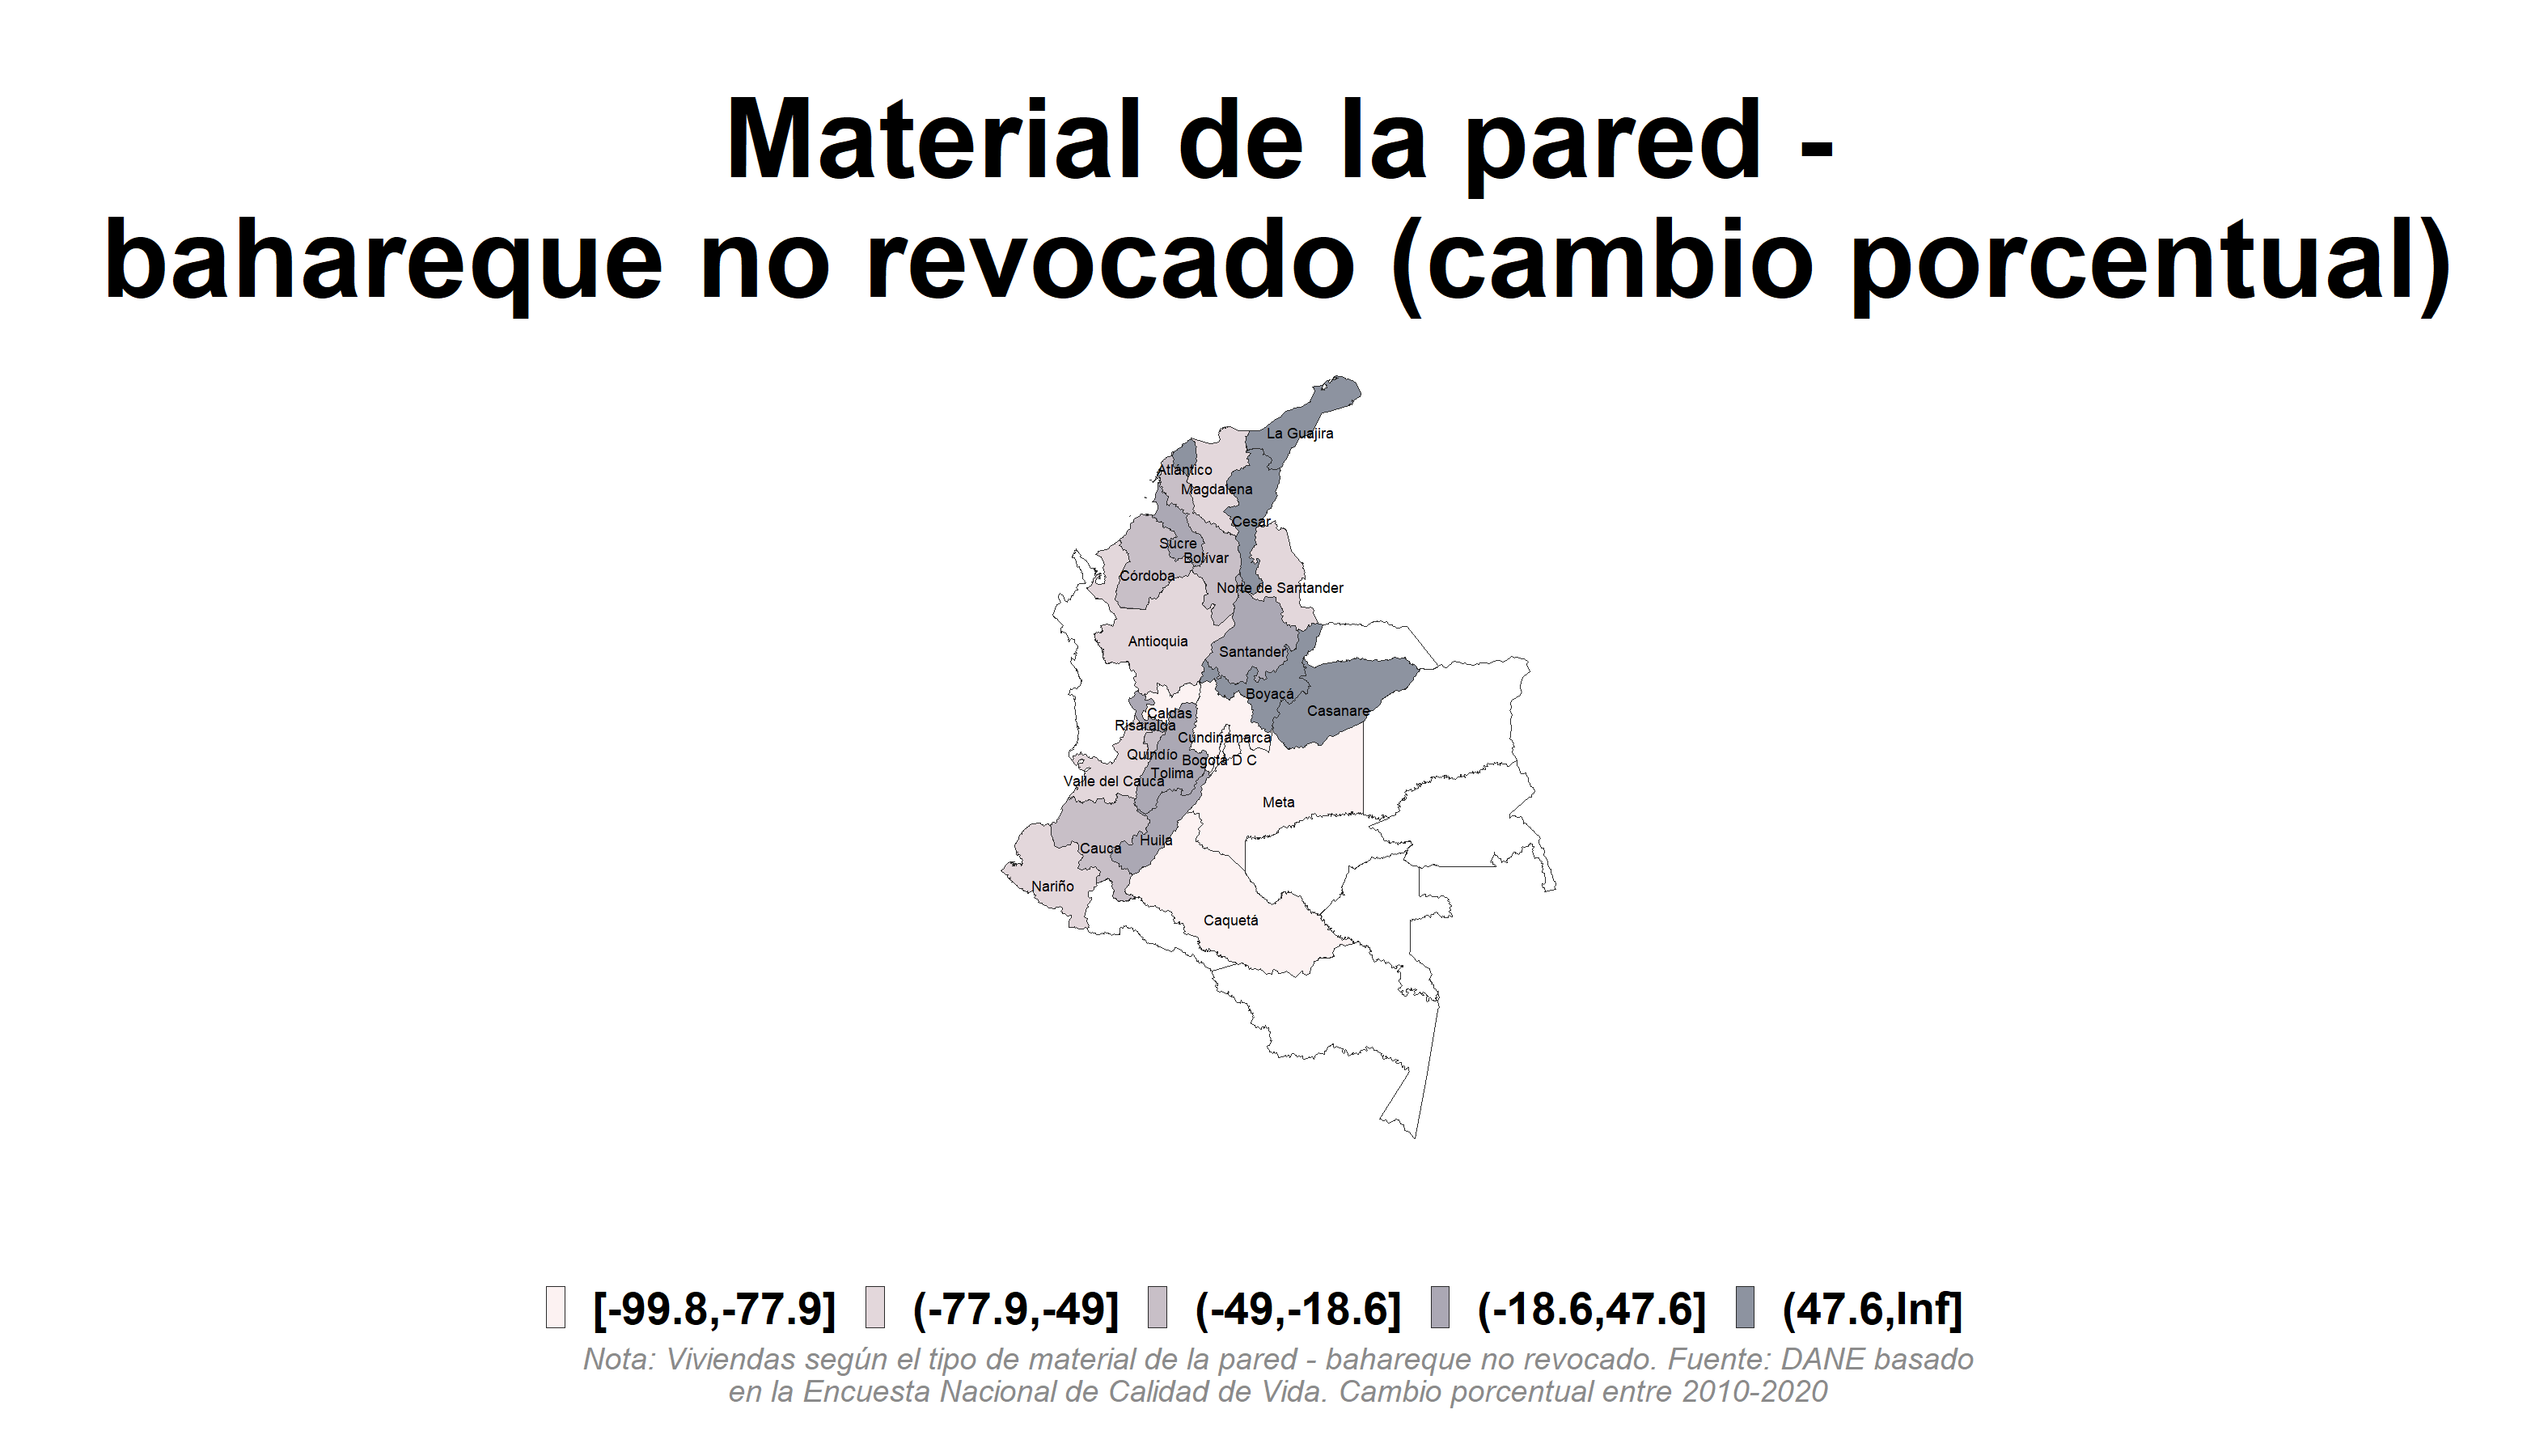 Material de la pared -
bahareque no revocado (cambio porcentual)
La Guajira
Atlántico
Magdalena
Cesar
Sucre
Bolívar
Córdoba
Norte de Santander
Antioquia
Santander
Boyacá
Casanare
Caldas
Risaralda
Cundinamarca
Quindío
Bogotá D C
Tolima
Valle del Cauca
Meta
Huila
Cauca
Nariño
Caquetá
[-99.8,-77.9] (-77.9,-49] (-49,-18.6] (-18.6,47.6] (47.6,Inf]
Nota: Viviendas según el tipo de material de la pared - bahareque no revocado. Fuente: DANE basado
en la Encuesta Nacional de Calidad de Vida. Cambio porcentual entre 2010-2020